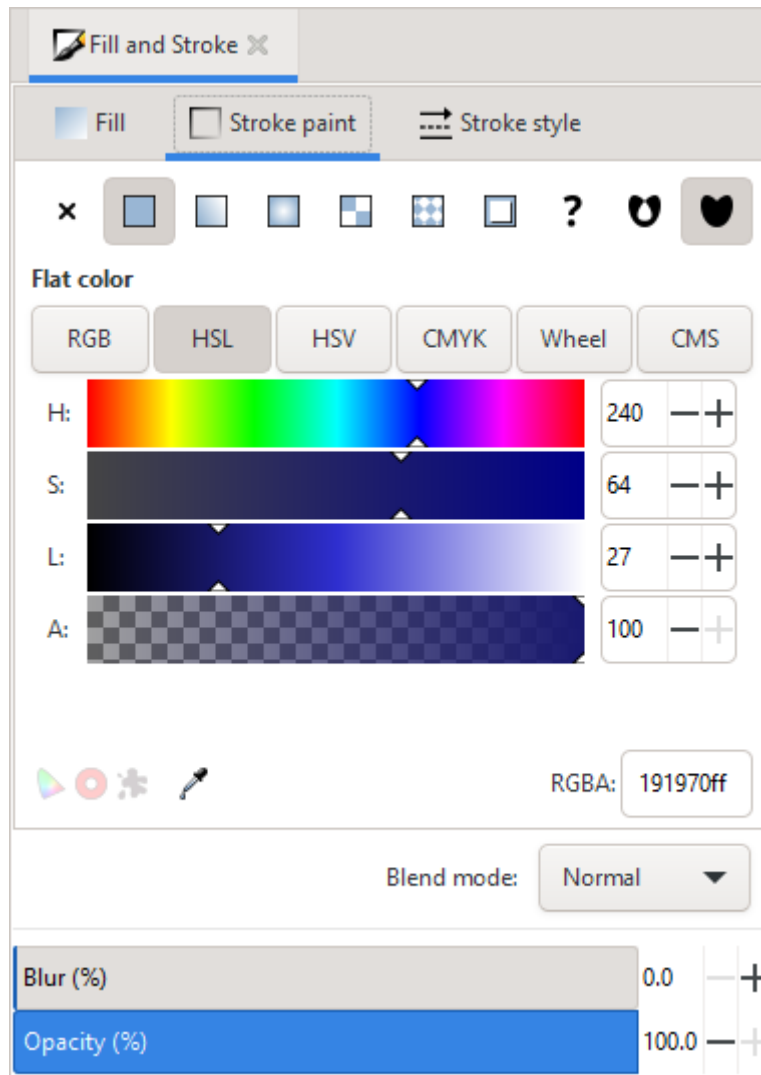 Fill and Stroke
Fill Stroke paint Stroke style
?
Flat color
RGB HSL HSV CMYK Wheel CMS
H: 240
S: 64
L: 27
A: 100
RGBA: 191970ff
Blend mode: Normal
Blur (%) 0.0
Opacity (%) 100.0